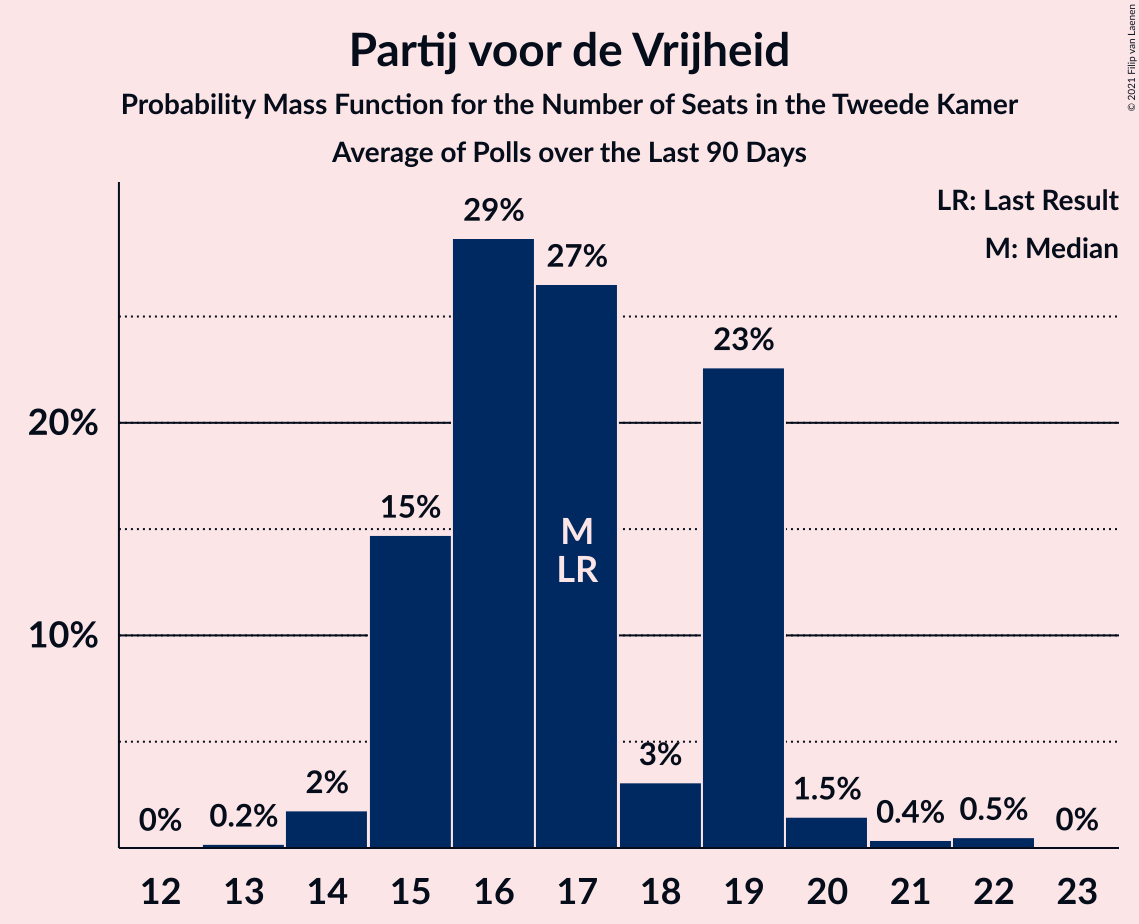 Partij voor de Vrijheid
Probability Mass Function for the Number of Seats in the Tweede Kamer
Average of Polls over the Last 90 Days
© 2021 Filip van Laenen
LR: Last Result
M: Median
29%
27%
23%
20%
15%
M
LR
10%
3%
2%
1.5%
0% 0.2% 0.4% 0.5% 0%
12 13 14 15 16 17 18 19 20 21 22 23